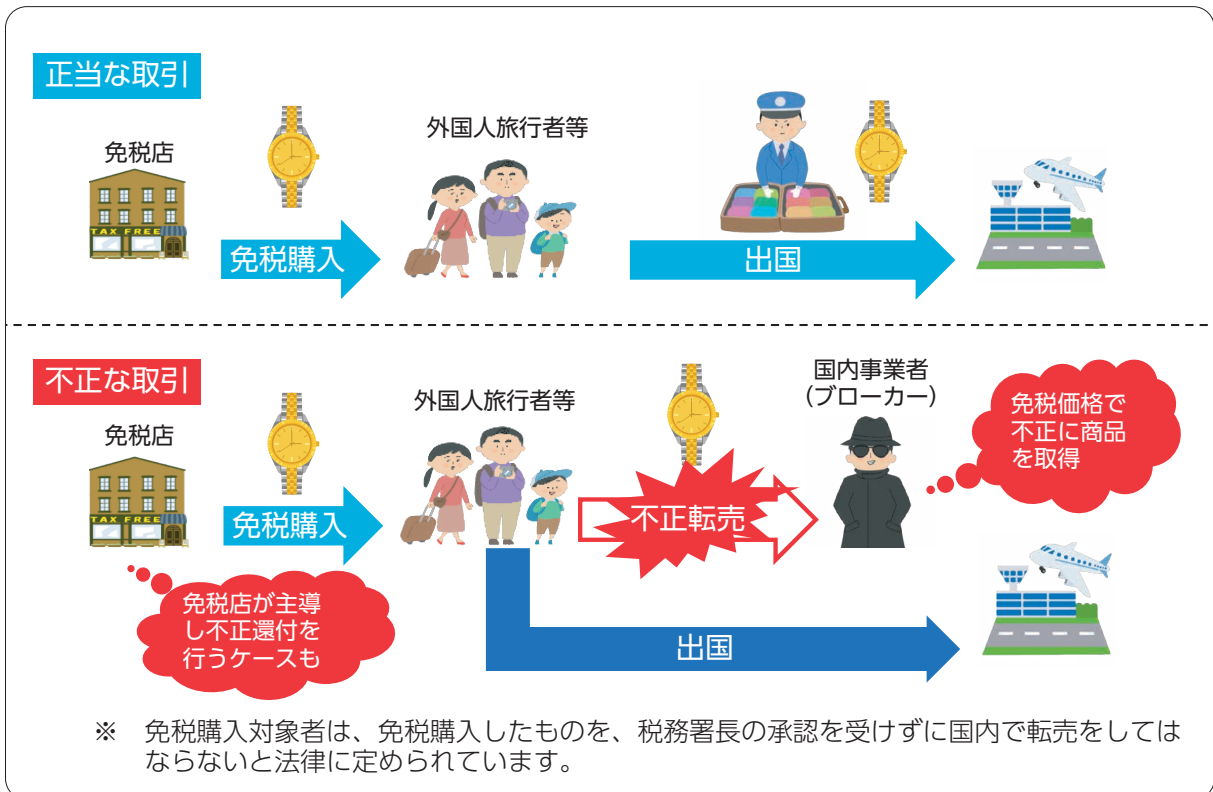 正当な取引
免税店
TAX FREE
免税購入
外国人旅行者等
出国
不正な取引
免税店
TAX FREE
免税購入
外国人旅行者等
不正転売
国内事業者
(ブローカー)
免税価格で
不正に商品
を取得
免税店が主導
し不正還付を
行うケースも
出国
※ 免税購入対象者は、免税購入したものを、税務署長の承認を受けずに国内で転売をしては
ならないと法律に定められています。